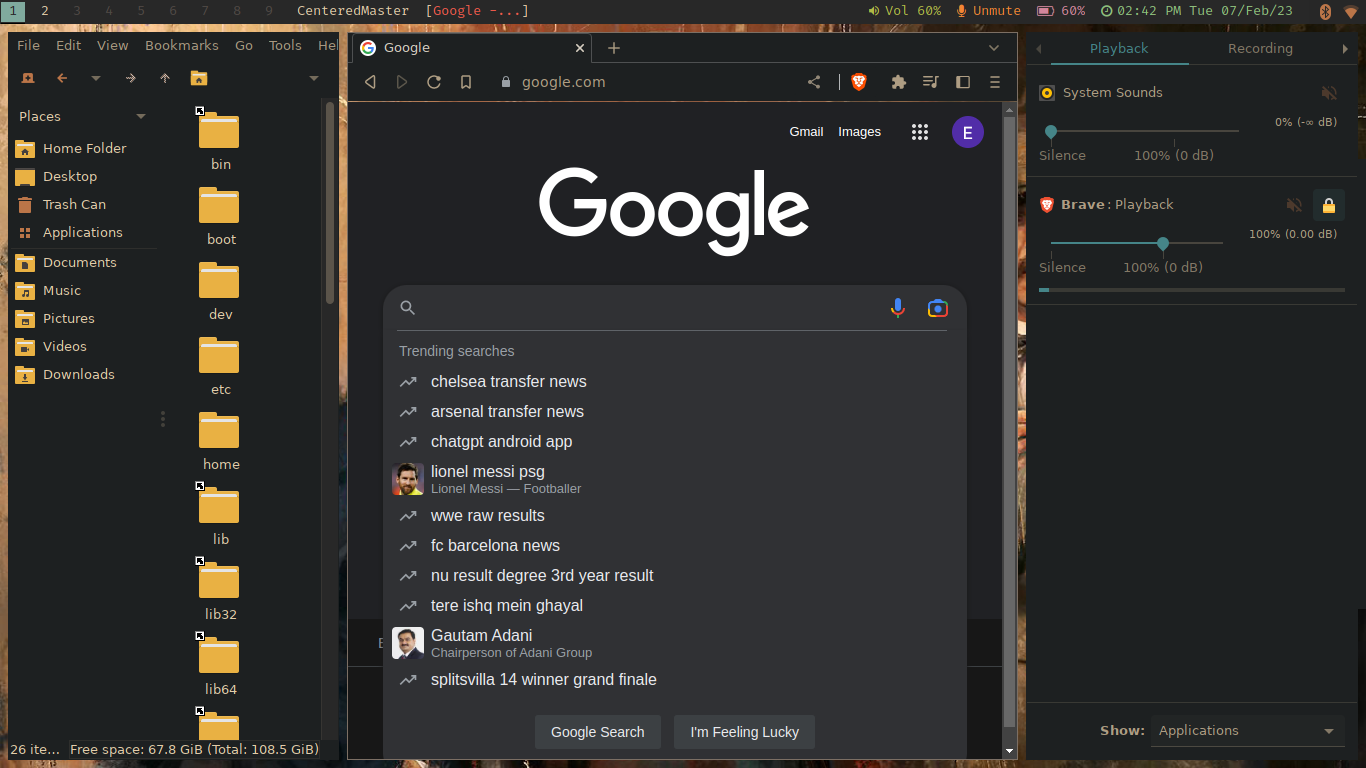 1 2 3 4 5 6 7 8 9 CenteredMaster [Google –...] Vol 60% Unmute 60% 02:42 PM Tue 07/Feb/23
File Edit View Bookmarks Go Tools
Places
Home Folder
Desktop
Trash Can
Applications
Documents
Music
Pictures
Videos
Downloads
bin
boot
dev
etc
home
lib
lib32
lib64
26 ite... Free space: 67.8 GiB (Total: 108.5 GiB)
Google
google.com
Gmail Images E
Google
Trending searches
chelsea transfer news
arsenal transfer news
chatgpt android app
lionel messi psg
Lionel Messi — Footballer
wwe raw results
fc barcelona news
nu result degree 3rd year result
tere ishq mein ghayal
Gautam Adani
Chairperson of Adani Group
splitsvilla 14 winner grand finale
Google Search I'm Feeling Lucky
Playback Recording
System Sounds
0% (-∞ dB)
Silence 100% (0 dB)
Brave : Playback
100% (0.00 dB)
Silence 100% (0 dB)
Show: Applications